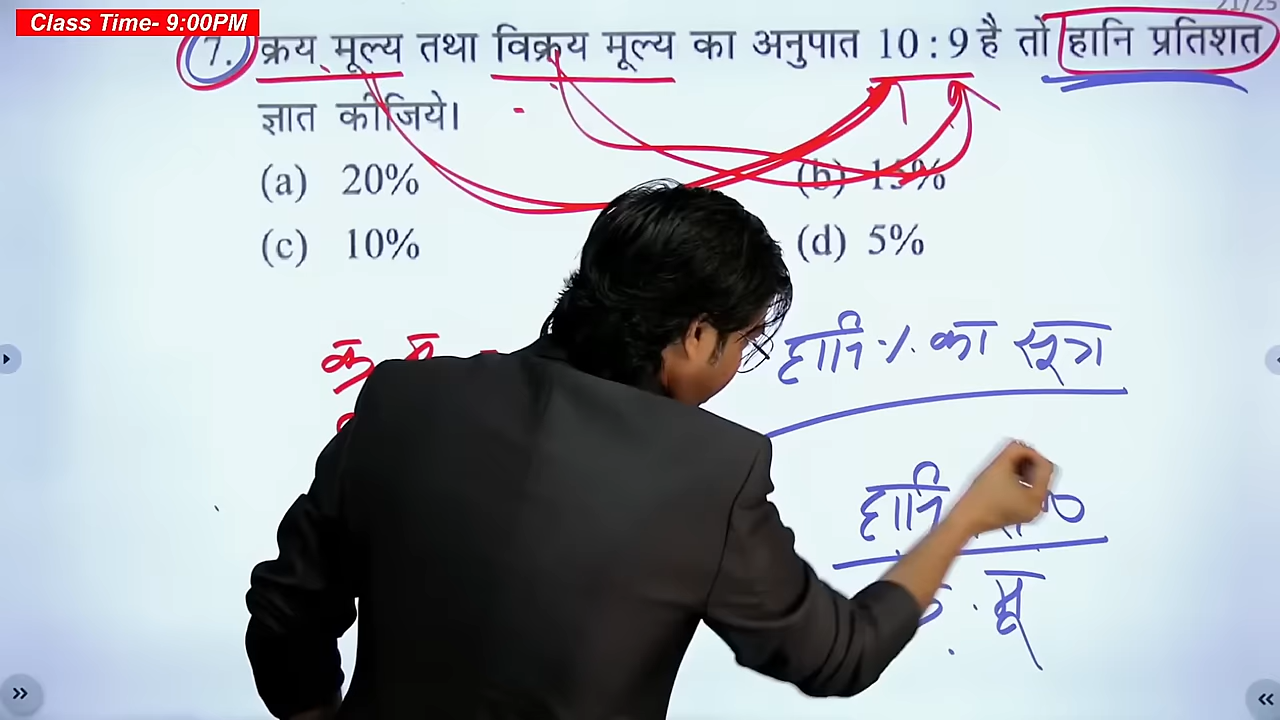 Class Time- 9:00PM
7. क्रय मूल्य तथा विक्रय मूल्य का अनुपात 10 : 9 है तो हानि प्रतिशत
ज्ञात कीजिये।
(a) 20% (b) 15%
(c) 10% (d) 5%
हानि % का सूत्र
हानि
मू